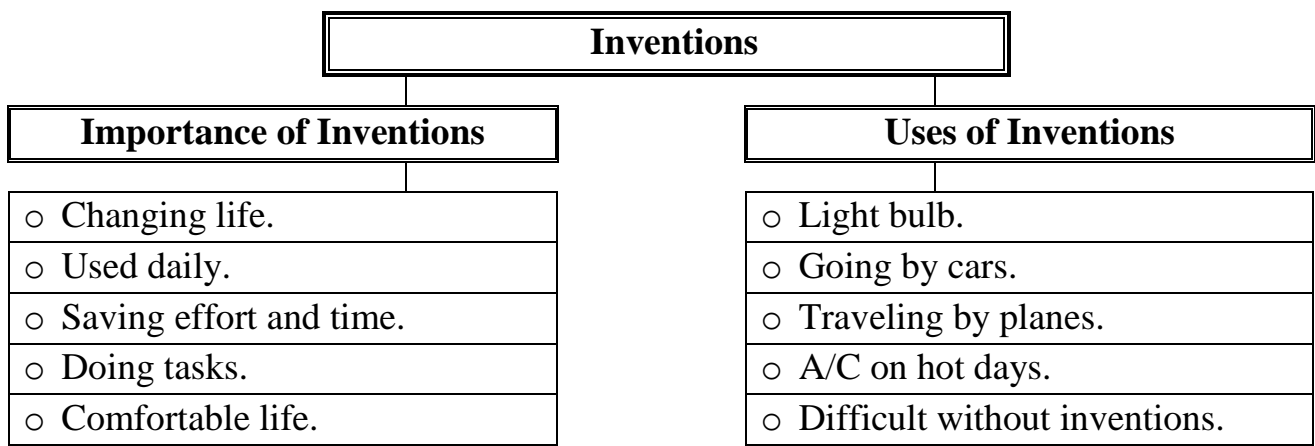 Inventions
Importance of Inventions
o Changing life.
o Used daily.
o Saving effort and time.
o Doing tasks.
o Comfortable life.
Uses of Inventions
o Light bulb.
o Going by cars.
o Traveling by planes.
o A/C on hot days.
o Difficult without inventions.